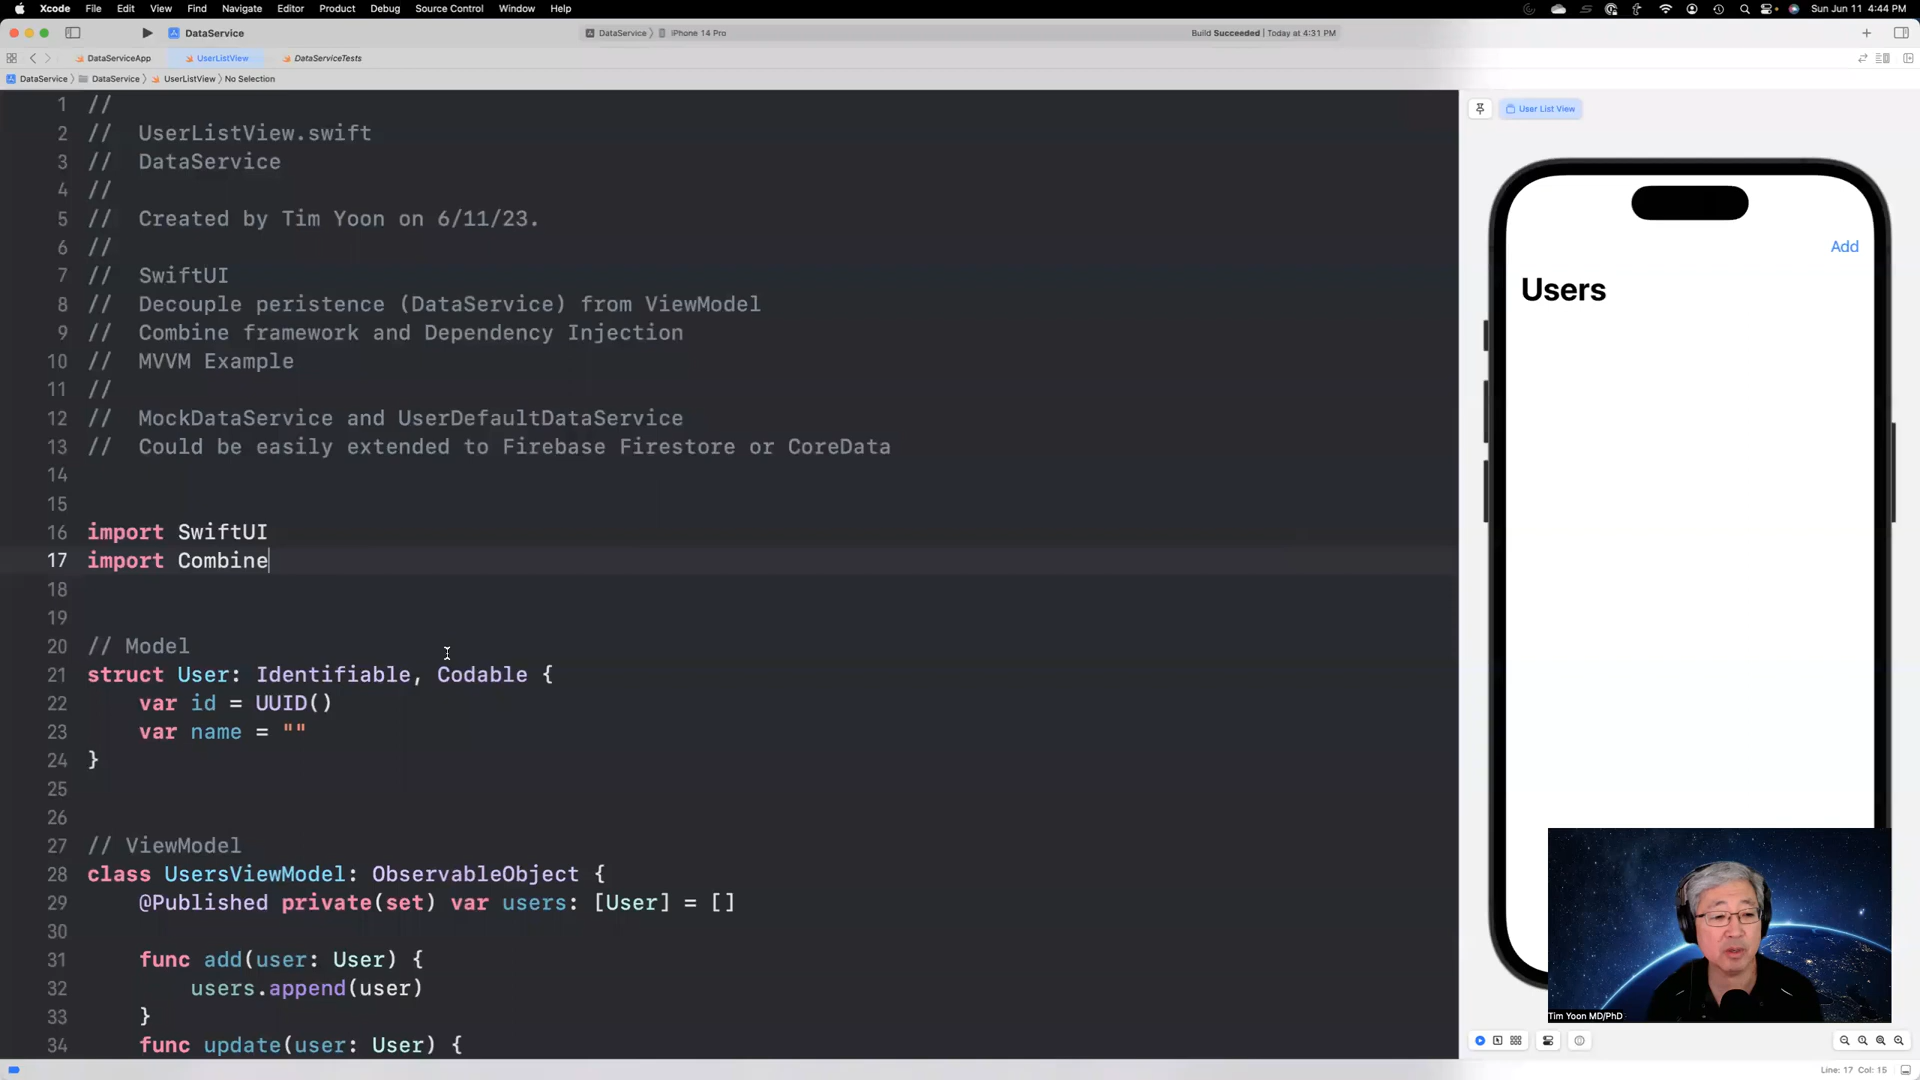 Xcode File Edit View Find Navigate Editor Product Debug Source Control Window Help Sun Jun 11 4:44 PM
DataService DataService iPhone 14 Pro Build Succeeded | Today at 4:31 PM
DataServiceApp UserListView DataServiceTests
DataService DataService UserListView No Selection
1 //
2 // UserListView.swift
3 // DataService
4 //
5 // Created by Tim Yoon on 6/11/23.
6 //
7 // SwiftUI
8 // Decouple peristence (DataService) from ViewModel
9 // Combine framework and Dependency Injection
10 // MVVM Example
11 //
12 // MockDataService and UserDefaultDataService
13 // Could be easily extended to Firebase Firestore or CoreData
14
15
16 import SwiftUI
17 import Combine
18
19
20 // Model
21 struct User: Identifiable, Codable {
22 var id = UUID()
23 var name = ""
24 }
25
26
27 // ViewModel
28 class UsersViewModel: ObservableObject {
29 @Published private(set) var users: [User] = []
30
31 func add(user: User) {
32 users.append(user)
33 }
34 func update(user: User) {
User List View
Add
Users
Tim Yoon MD/PhD
Line: 17 Col: 15